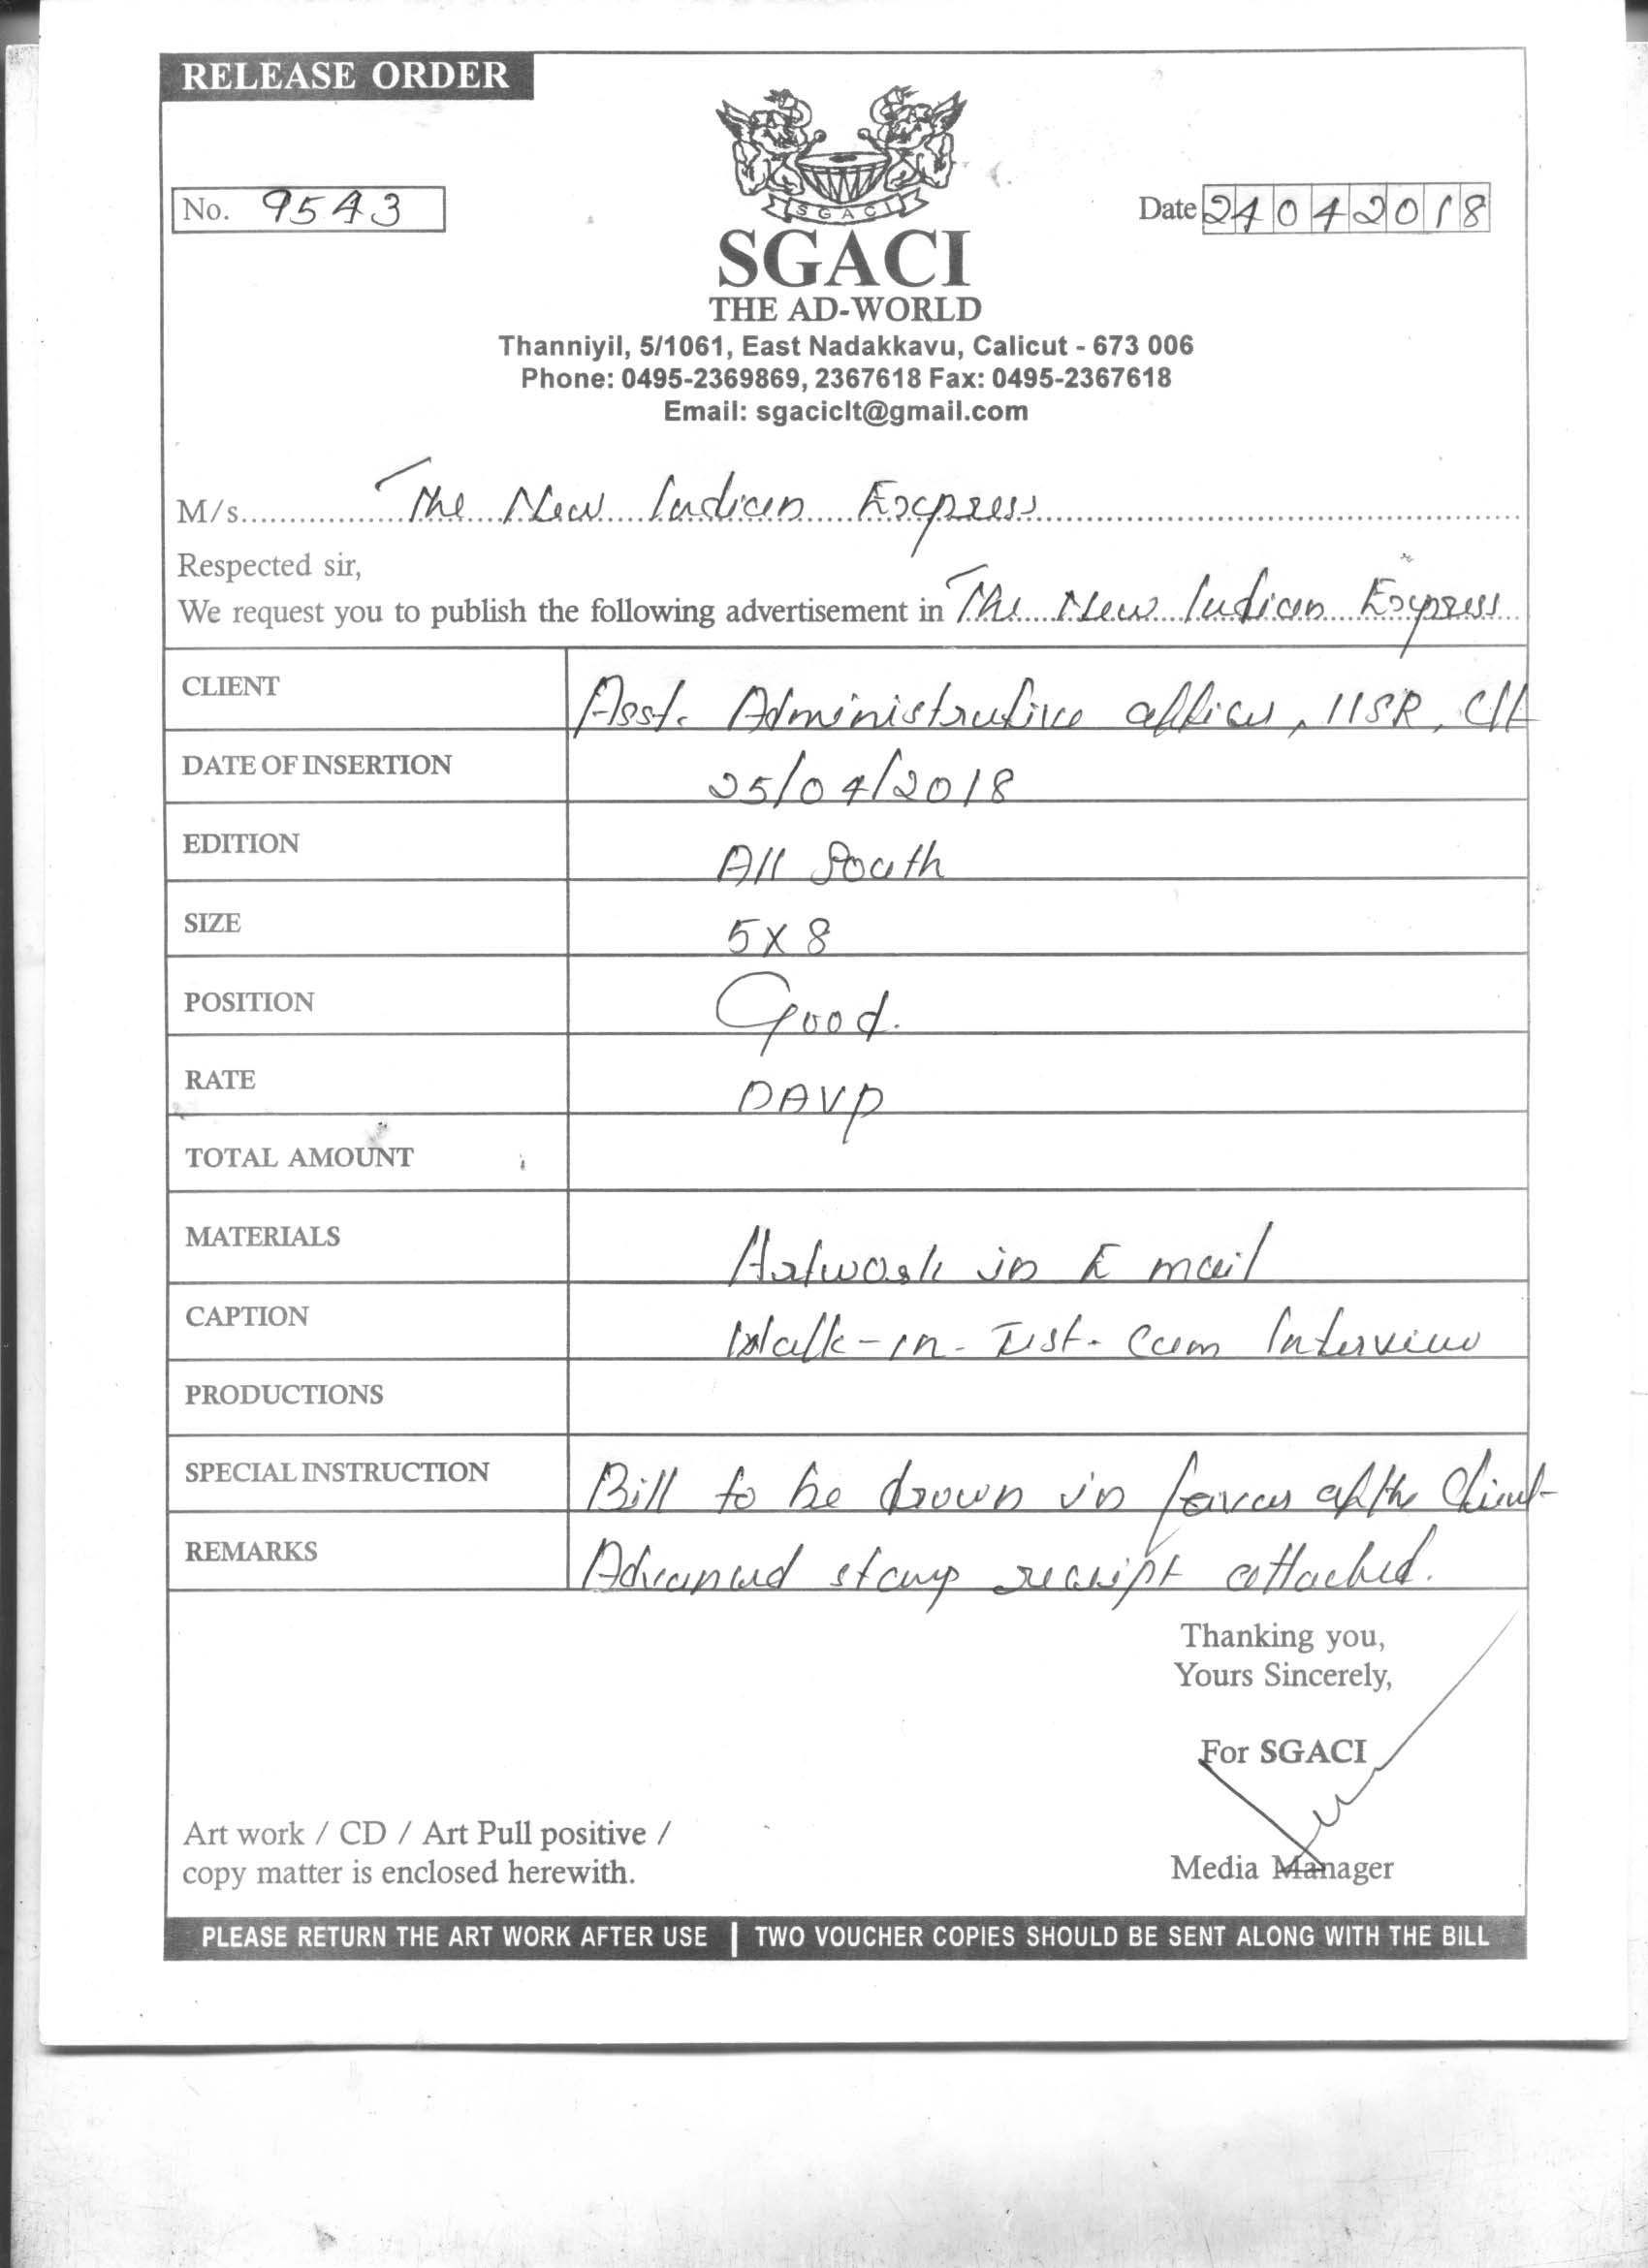 RELEASE ORDER
No. 9543
Date 24042018
SGACI
SGACI
THE AD-WORLD
Thanniyil, 5/1061, East Nadakkavu, Calicut - 673 006
Phone: 0495-2369869, 2367618 Fax: 0495-2367618
Email: sgaciclt@gmail.com
M/s. The New Indian Express
Respected sir,
We request you to publish the following advertisement in The New Indian Express
CLIENT Asst. Administrative officer, IISR, Clt
DATE OF INSERTION 25/04/2018
EDITION All South
SIZE 5x8
POSITION Good.
RATE DAVP
TOTAL AMOUNT
MATERIALS Artwork in E mail
CAPTION Walk-in-Test-Cum Interview
PRODUCTIONS
SPECIAL INSTRUCTION Bill to be drown in favour of the Client
REMARKS Advanced stamp receipt attached.
Thanking you,
Yours Sincerely,
For SGACI
Art work / CD / Art Pull positive /
copy matter is enclosed herewith.
Media Manager
PLEASE RETURN THE ART WORK AFTER USE | TWO VOUCHER COPIES SHOULD BE SENT ALONG WITH THE BILL